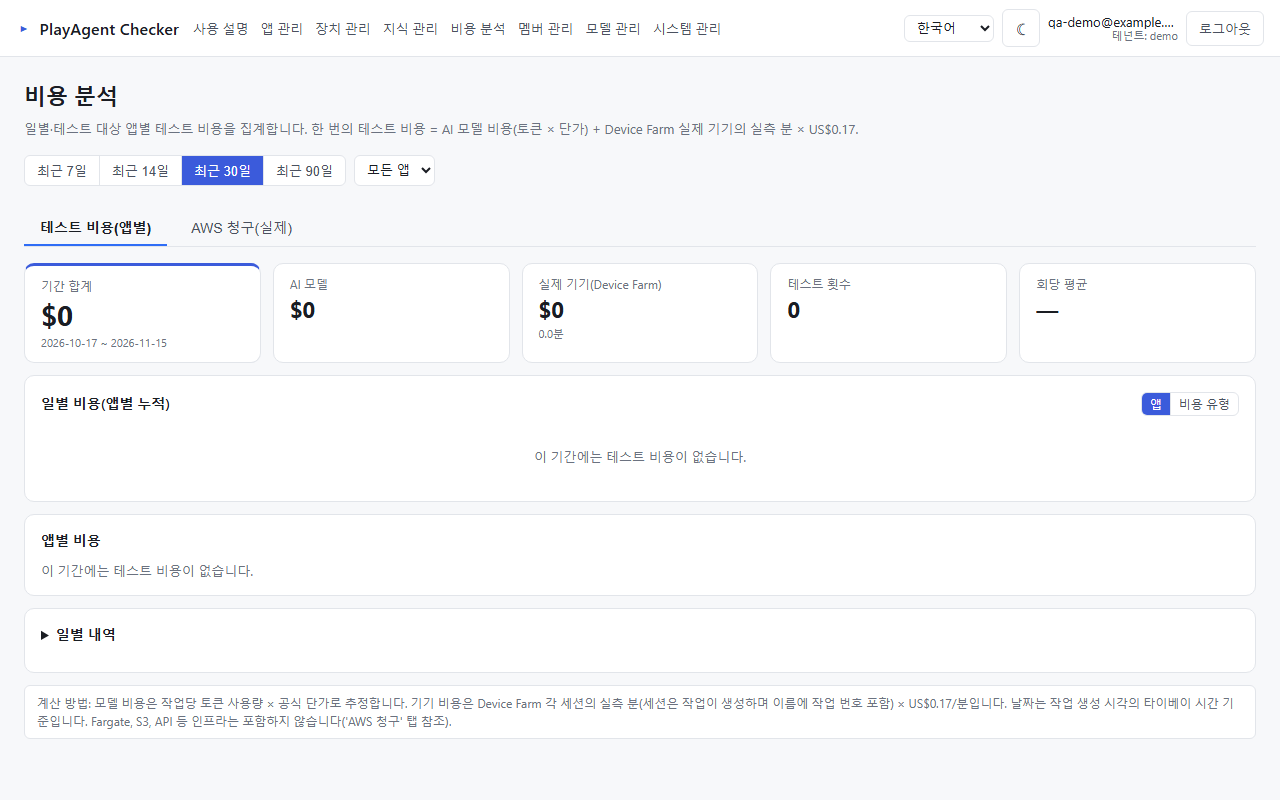 PlayAgent Checker
사용 설명
앱 관리
장치 관리
지식 관리
비용 분석
멤버 관리
모델 관리
시스템 관리
한국어
qa-demo@example....
테넌트: demo
로그아웃
비용 분석
일별·테스트 대상 앱별 테스트 비용을 집계합니다. 한 번의 테스트 비용 = AI 모델 비용(토큰 × 단가) + Device Farm 실제 기기의 실측 분 × US$0.17.
최근 7일
최근 14일
최근 30일
최근 90일
모든 앱
테스트 비용(앱별)
AWS 청구(실제)
기간 합계
$0
2026-10-17 ~ 2026-11-15
AI 모델
$0
실제 기기(Device Farm)
$0
0.0분
테스트 횟수
0
회당 평균
—
일별 비용(앱별 누적)
앱
비용 유형
이 기간에는 테스트 비용이 없습니다.
앱별 비용
이 기간에는 테스트 비용이 없습니다.
일별 내역
계산 방법: 모델 비용은 작업당 토큰 사용량 × 공식 단가로 추정합니다. 기기 비용은 Device Farm 각 세션의 실측 분(세션은 작업이 생성하며 이름에 작업 번호 포함) × US$0.17/분입니다. 날짜는 작업 생성 시각의 타이베이 시간 기
준입니다. Fargate, S3, API 등 인프라는 포함하지 않습니다('AWS 청구' 탭 참조).